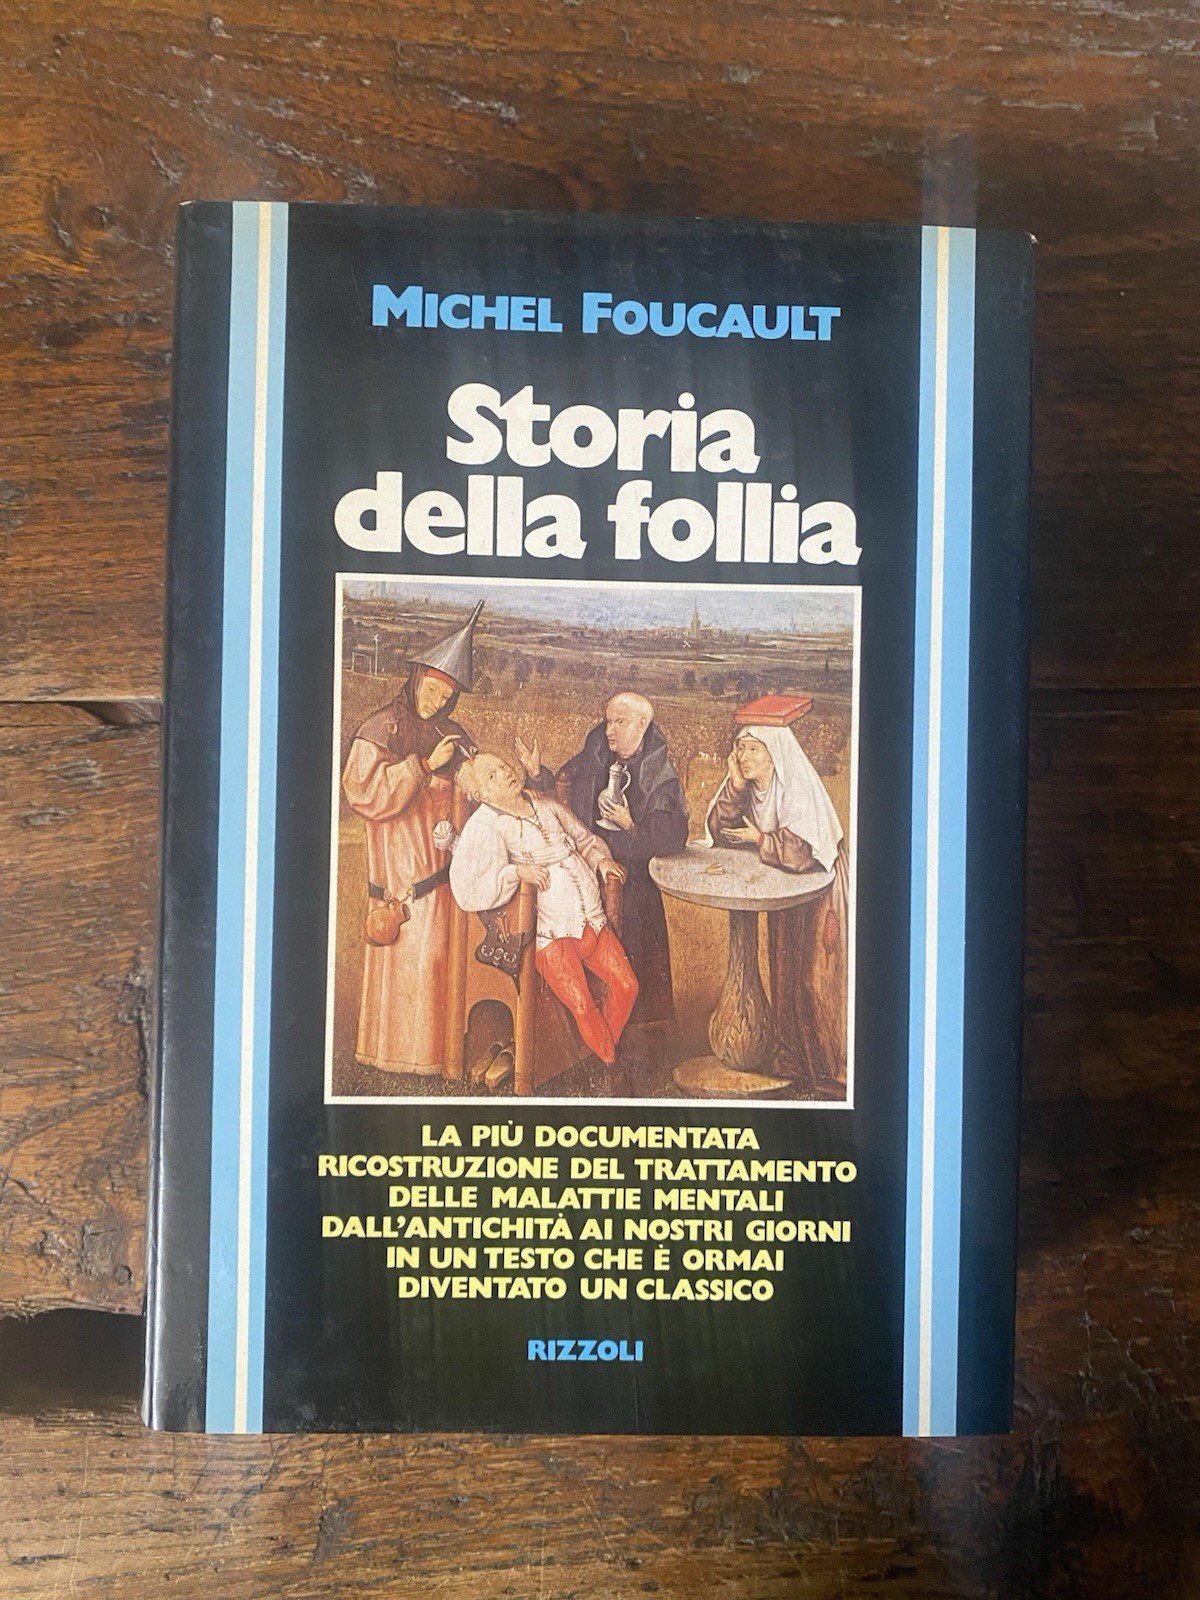 MICHEL FOUCAULT
Storia
della follia
LA PIÙ DOCUMENTATA
RICOSTRUZIONE DEL TRATTAMENTO
DELLE MALATTIE MENTALI
DALL'ANTICHITÀ AI NOSTRI GIORNI
IN UN TESTO CHE È ORMAI
DIVENTATO UN CLASSICO
RIZZOLI